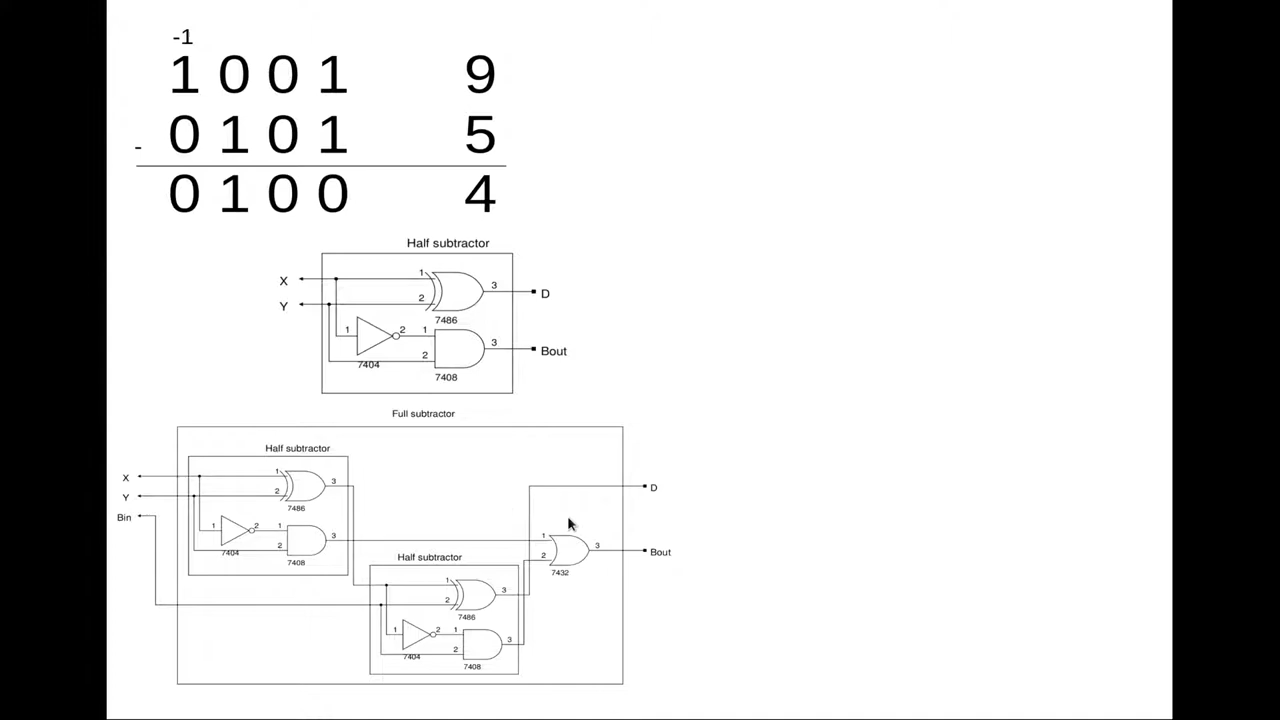 -1
1 0 0 1 9
- 0 1 0 1 5
0 1 0 0 4
Half subtractor
X 1
Y 2 3 D
7486
1 2 1 3 Bout
2
7404
7408
Full subtractor
Half subtractor
X 1 3
Y 2 D
7486
Bin
1 2 1 3 1
2 3 Bout
7404
7408
Half subtractor 2
7432
1 3
2
7486
1 2 1 3
2
7404
7408